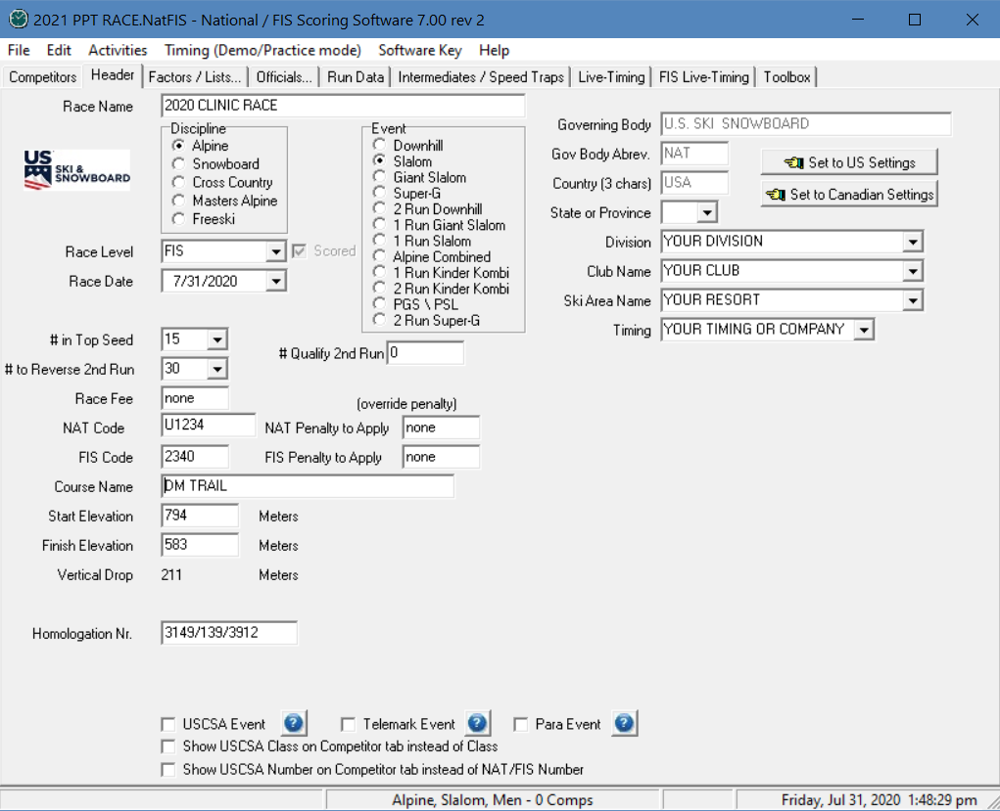 2021 PPT RACE.NatFIS - National / FIS Scoring Software 7.00 rev 2
File Edit Activities Timing (Demo/Practice mode) Software Key Help
Competitors Header Factors / Lists... Officials... Run Data Intermediates / Speed Traps Live-Timing FIS Live-Timing Toolbox
Race Name 2020 CLINIC RACE
US SKI & SNOWBOARD
Discipline
Alpine
Snowboard
Cross Country
Masters Alpine
Freeski
Event
Downhill
Slalom
Giant Slalom
Super-G
2 Run Downhill
1 Run Giant Slalom
1 Run Slalom
Alpine Combined
1 Run Kinder Kombi
2 Run Kinder Kombi
PGS \ PSL
2 Run Super-G
Governing Body U.S. SKI SNOWBOARD
Gov Body Abrev. NAT
Country (3 chars) USA
Set to US Settings
Set to Canadian Settings
State or Province
Division YOUR DIVISION
Club Name YOUR CLUB
Ski Area Name YOUR RESORT
Timing YOUR TIMING OR COMPANY
Race Level FIS Scored
Race Date 7/31/2020
# in Top Seed 15
# Qualify 2nd Run 0
# to Reverse 2nd Run 30
Race Fee none
(override penalty)
NAT Code U1234 NAT Penalty to Apply none
FIS Code 2340 FIS Penalty to Apply none
Course Name DM TRAIL
Start Elevation 794 Meters
Finish Elevation 583 Meters
Vertical Drop 211 Meters
Homologation Nr. 3149/139/3912
USCSA Event ? Telemark Event ? Para Event ?
Show USCSA Class on Competitor tab instead of Class
Show USCSA Number on Competitor tab instead of NAT/FIS Number
Alpine, Slalom, Men - 0 Comps Friday, Jul 31, 2020 1:48:29 pm